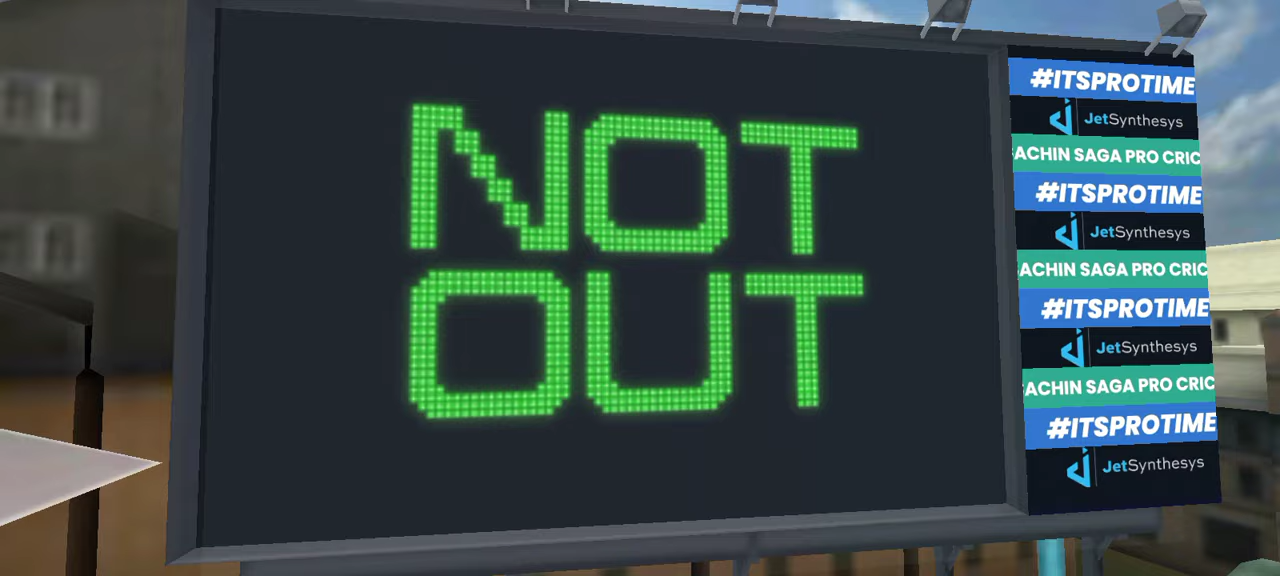 NOT
OUT
#ITSPROTIME
JetSynthesys
ACHIN SAGA PRO CRIC
#ITSPROTIME
JetSynthesys
ACHIN SAGA PRO CRIC
#ITSPROTIME
JetSynthesys
ACHIN SAGA PRO CRIC
#ITSPROTIME
JetSynthesys